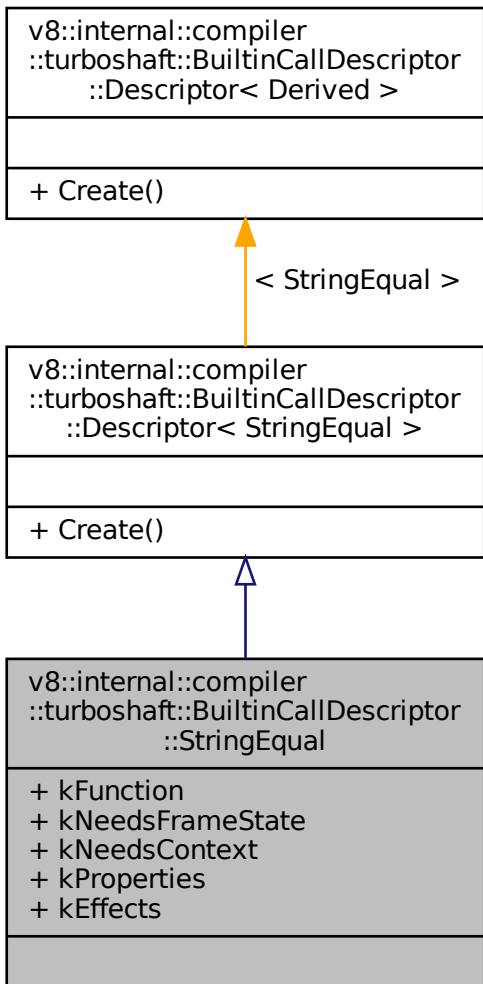 v8::internal::compiler
::turboshaft::BuiltinCallDescriptor
::Descriptor< Derived >
+ Create()
< StringEqual >
v8::internal::compiler
::turboshaft::BuiltinCallDescriptor
::Descriptor< StringEqual >
+ Create()
v8::internal::compiler
::turboshaft::BuiltinCallDescriptor
::StringEqual
+ kFunction
+ kNeedsFrameState
+ kNeedsContext
+ kProperties
+ kEffects